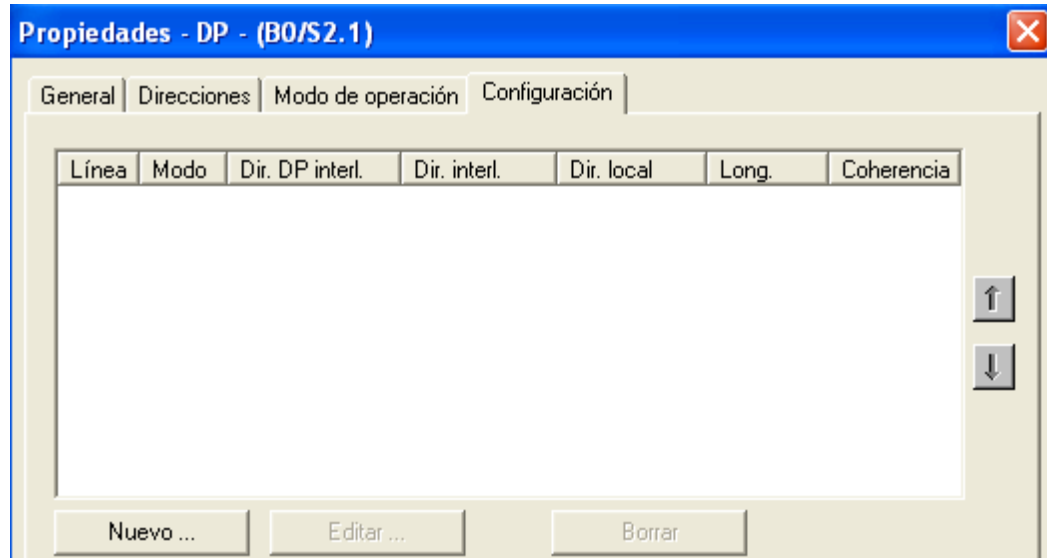 Propiedades - DP - (B0/S2.1)
General Direcciones Modo de operación Configuración
Línea Modo Dir. DP interl. Dir. interl. Dir. local Long. Coherencia
Nuevo ... Editar ... Borrar